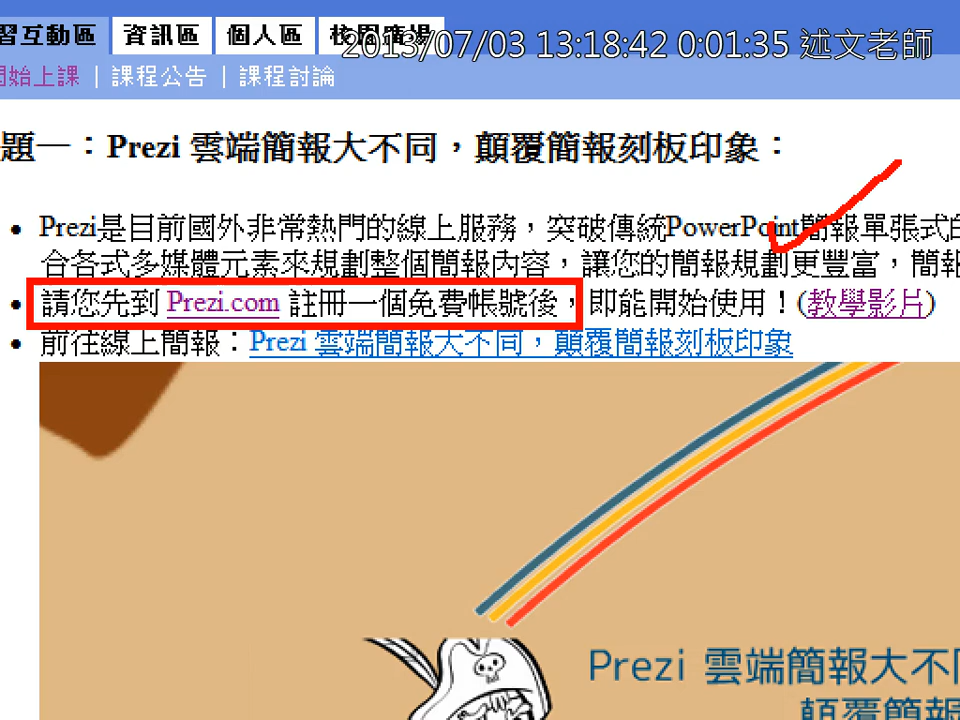 習互動區 資訊區 個人區 校園廣場
2013/07/03 13:18:42 0:01:35 述文老師
開始上課 | 課程公告 | 課程討論
題一：Prezi 雲端簡報大不同，顛覆簡報刻板印象：
Prezi是目前國外非常熱門的線上服務，突破傳統PowerPoint簡報單張式的
合各式多媒體元素來規劃整個簡報內容，讓您的簡報規劃更豐富，簡報
請您先到 Prezi.com 註冊一個免費帳號後，即能開始使用！(教學影片)
前往線上簡報：Prezi 雲端簡報大不同，顛覆簡報刻板印象
Prezi 雲端簡報大不同
顛覆簡報